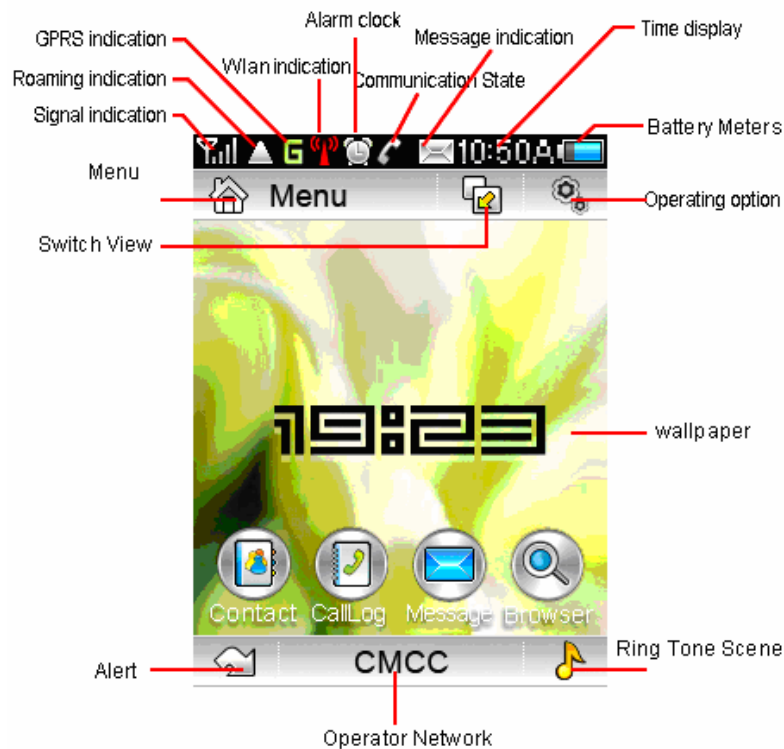 Alarm clock
GPRS indication
Message indication
Time display
Wlan indication
Roaming indication
Communication State
Signal indication
Battery Meters
10:50A
Menu
Menu
Operating option
Switch View
19:23
wallpaper
Contact CallLog Message Browser
Ring Tone Scene
Alert
CMCC
Operator Network